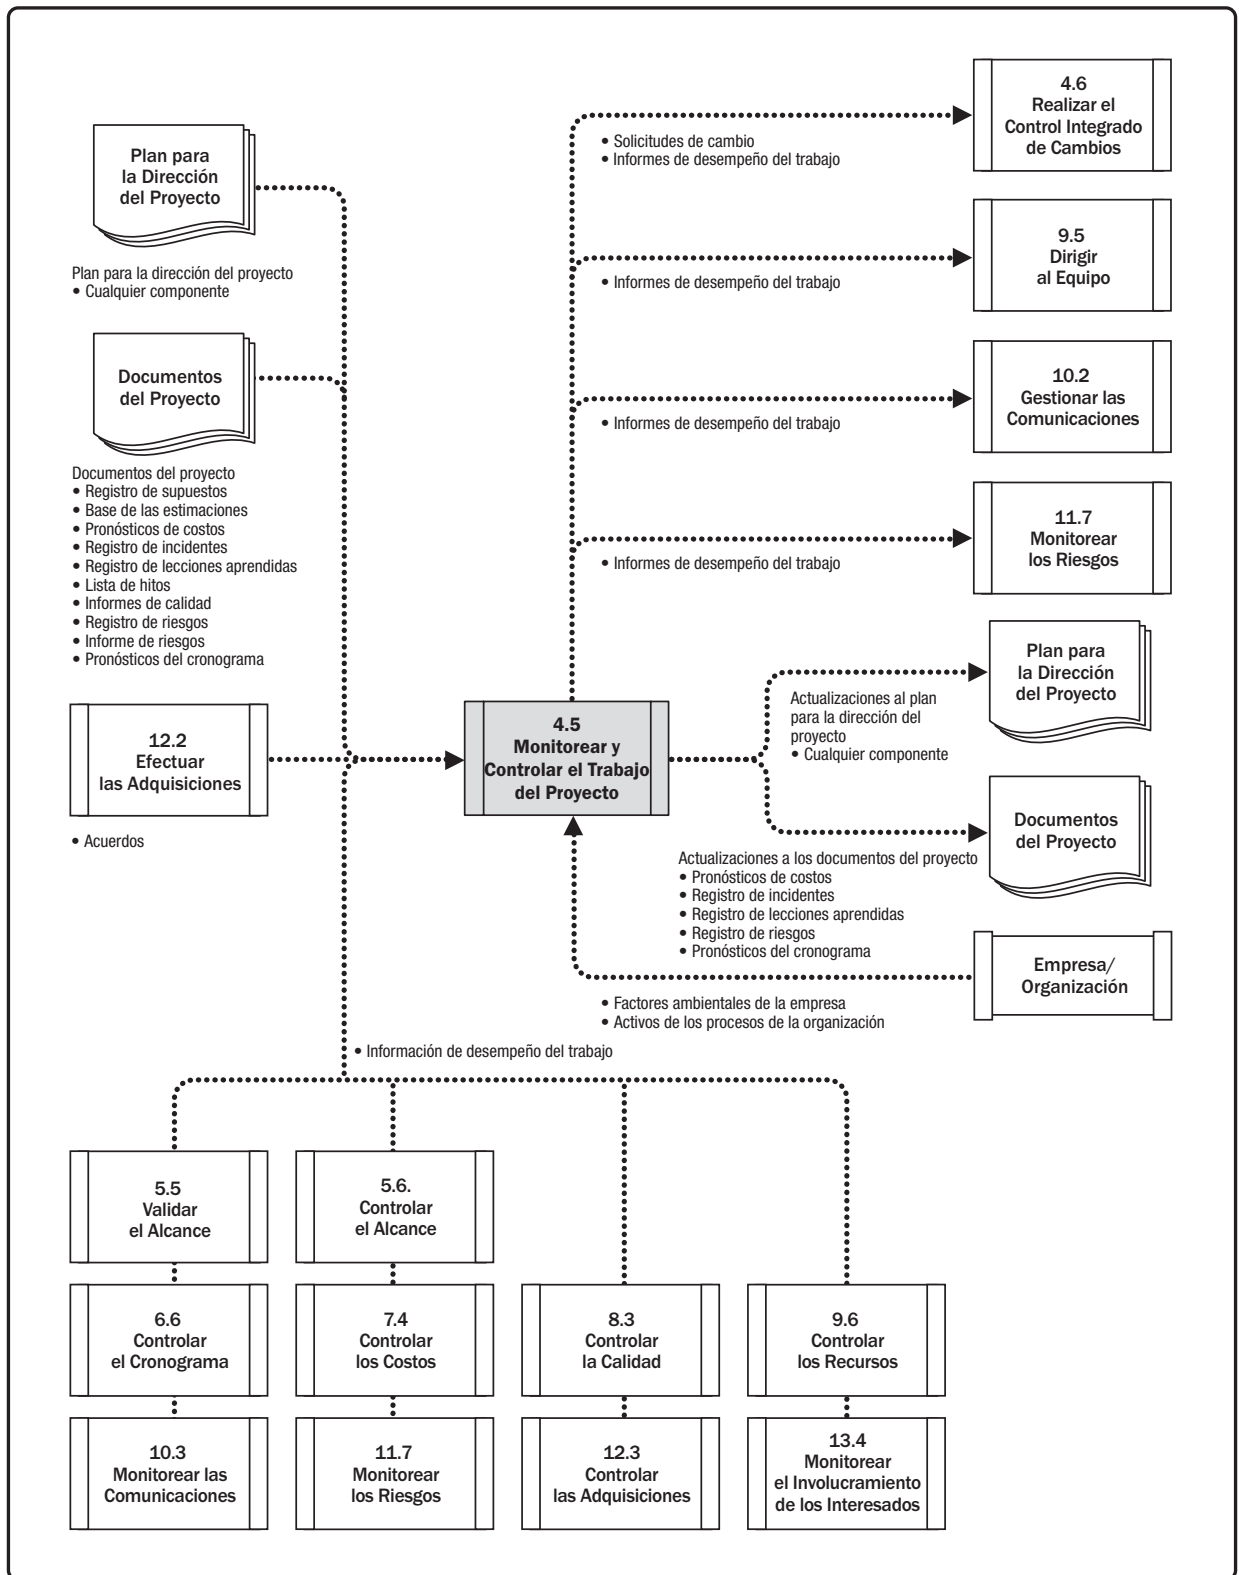 Plan para
la Dirección
del Proyecto
Plan para la dirección del proyecto
• Cualquier componente
Documentos
del Proyecto
Documentos del proyecto
• Registro de supuestos
• Base de las estimaciones
• Pronósticos de costos
• Registro de incidentes
• Registro de lecciones aprendidas
• Lista de hitos
• Informes de calidad
• Registro de riesgos
• Informe de riesgos
• Pronósticos del cronograma
12.2
Efectuar
las Adquisiciones
• Acuerdos
4.5
Monitorear y
Controlar el Trabajo
del Proyecto
• Solicitudes de cambio
• Informes de desempeño del trabajo
4.6
Realizar el
Control Integrado
de Cambios
• Informes de desempeño del trabajo
9.5
Dirigir
al Equipo
• Informes de desempeño del trabajo
10.2
Gestionar las
Comunicaciones
• Informes de desempeño del trabajo
11.7
Monitorear
los Riesgos
Actualizaciones al plan
para la dirección del
proyecto
• Cualquier componente
Plan para
la Dirección
del Proyecto
Actualizaciones a los documentos del proyecto
• Pronósticos de costos
• Registro de incidentes
• Registro de lecciones aprendidas
• Registro de riesgos
• Pronósticos del cronograma
Documentos
del Proyecto
Empresa/
Organización
• Factores ambientales de la empresa
• Activos de los procesos de la organización
• Información de desempeño del trabajo
5.5
Validar
el Alcance
5.6.
Controlar
el Alcance
6.6
Controlar
el Cronograma
7.4
Controlar
los Costos
8.3
Controlar
la Calidad
9.6
Controlar
los Recursos
10.3
Monitorear las
Comunicaciones
11.7
Monitorear
los Riesgos
12.3
Controlar
las Adquisiciones
13.4
Monitorear
el Involucramiento
de los Interesados